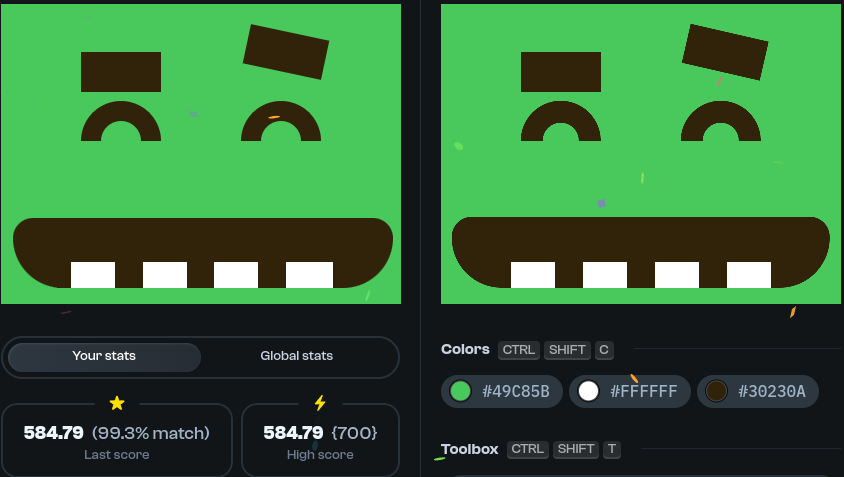 Your stats
Global stats
584.79 (99.3% match)
Last score
584.79 {700}
High score
Colors CTRL SHIFT C
#49C85B
#FFFFFF
#30230A
Toolbox CTRL SHIFT T